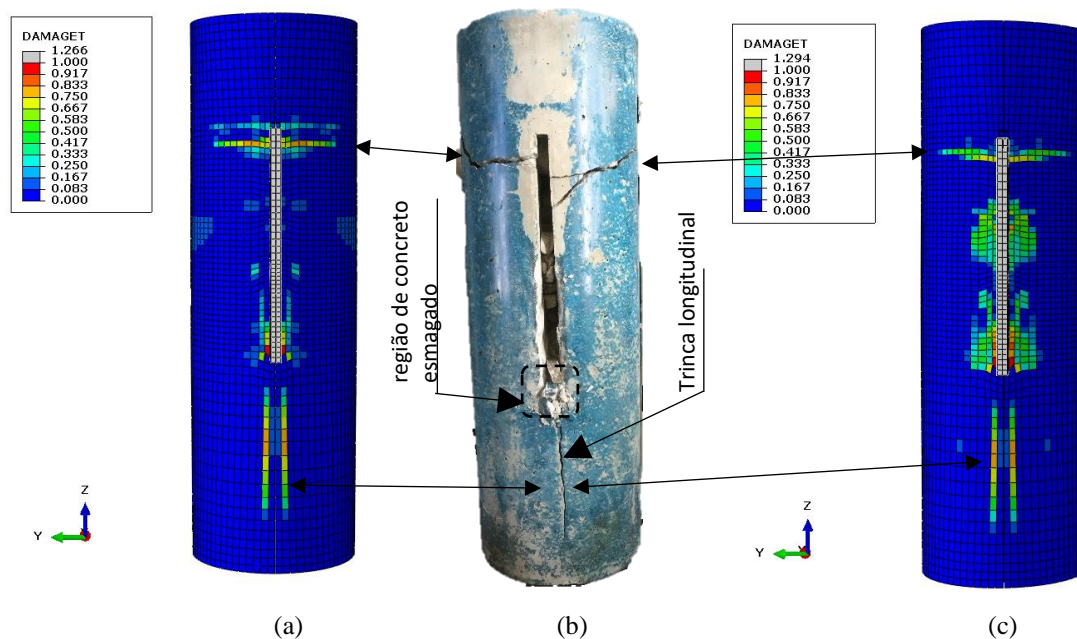 DAMAGET
1.266
1.000
0.917
0.833
0.750
0.667
0.583
0.500
0.417
0.333
0.250
0.167
0.083
0.000
Z
Y
(a)
região de concreto
esmagado
Trinca longitudinal
(b)
DAMAGET
1.294
1.000
0.917
0.833
0.750
0.667
0.583
0.500
0.417
0.333
0.250
0.167
0.083
0.000
Z
Y
(c)